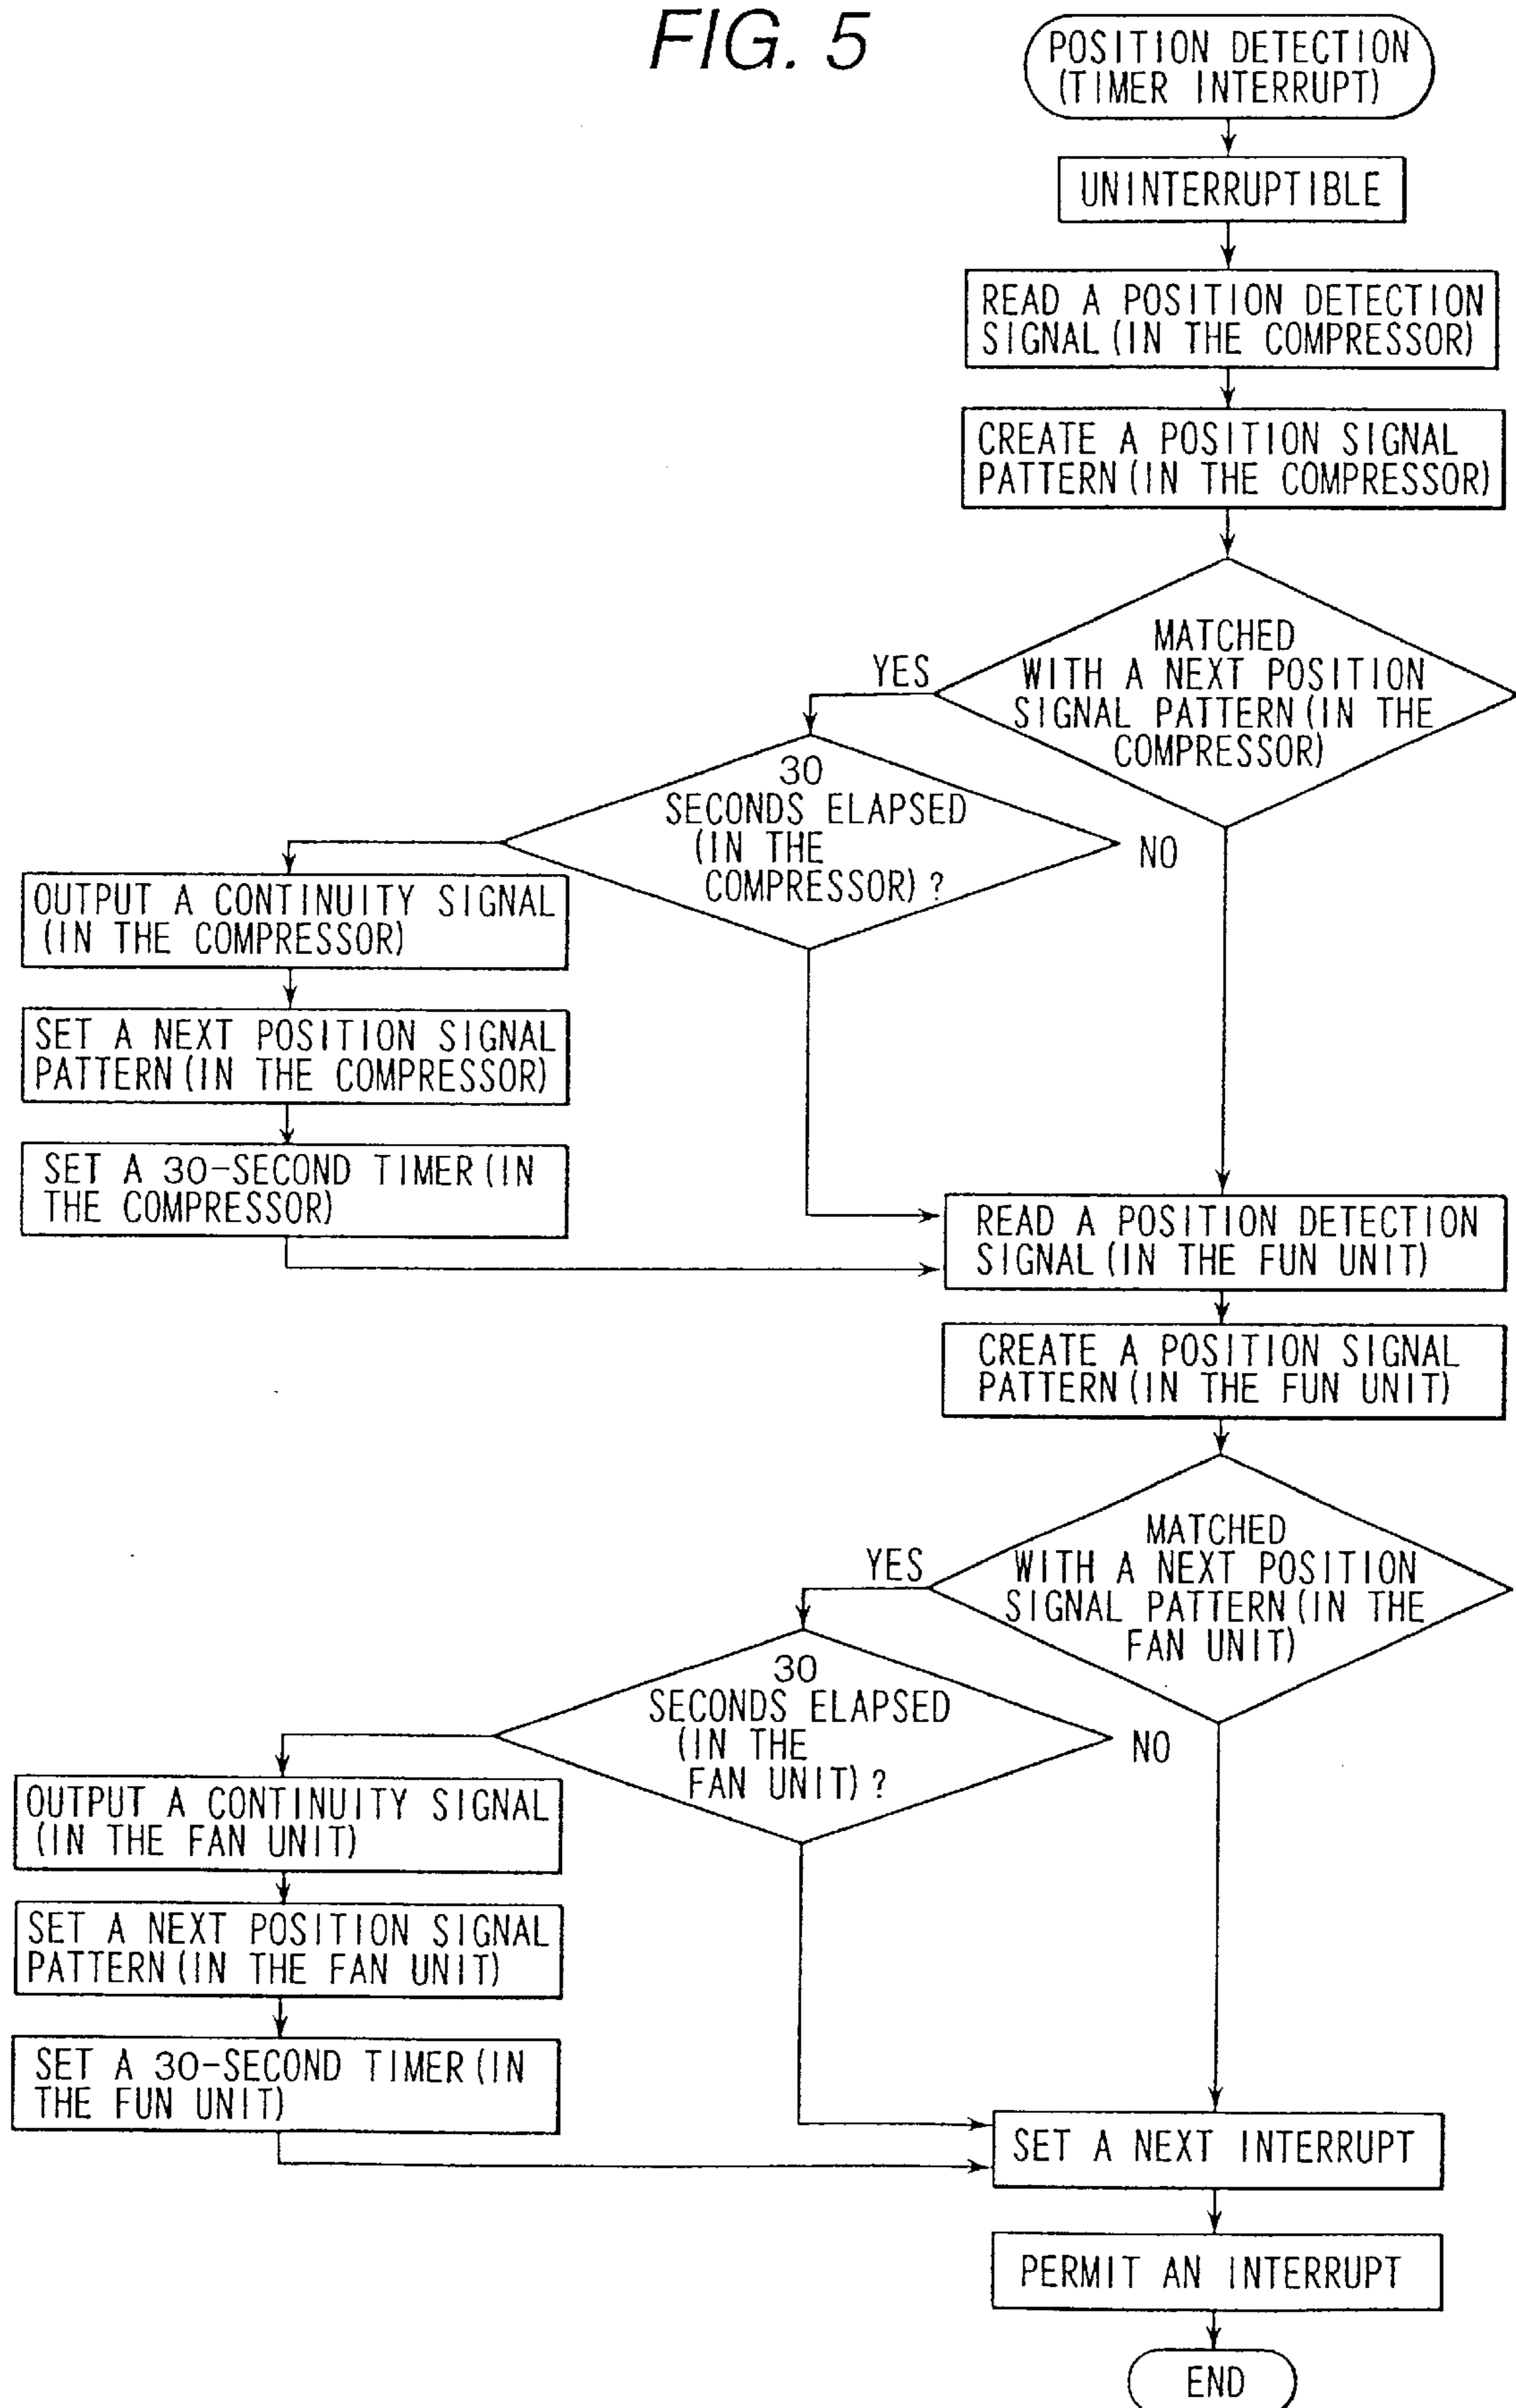 FIG. 5
POSITION DETECTION
(TIMER INTERRUPT)
UNINTERRUPTIBLE
READ A POSITION DETECTION
SIGNAL (IN THE COMPRESSOR)
CREATE A POSITION SIGNAL
PATTERN (IN THE COMPRESSOR)
MATCHED
WITH A NEXT POSITION
SIGNAL PATTERN (IN THE
COMPRESSOR)
YES
30
SECONDS ELAPSED
(IN THE
COMPRESSOR) ?
NO
OUTPUT A CONTINUITY SIGNAL
(IN THE COMPRESSOR)
SET A NEXT POSITION SIGNAL
PATTERN (IN THE COMPRESSOR)
SET A 30-SECOND TIMER (IN
THE COMPRESSOR)
READ A POSITION DETECTION
SIGNAL (IN THE FUN UNIT)
CREATE A POSITION SIGNAL
PATTERN (IN THE FUN UNIT)
MATCHED
WITH A NEXT POSITION
SIGNAL PATTERN (IN THE
FAN UNIT)
YES
30
SECONDS ELAPSED
(IN THE
FAN UNIT) ?
NO
OUTPUT A CONTINUITY SIGNAL
(IN THE FAN UNIT)
SET A NEXT POSITION SIGNAL
PATTERN (IN THE FAN UNIT)
SET A 30-SECOND TIMER (IN
THE FUN UNIT)
SET A NEXT INTERRUPT
PERMIT AN INTERRUPT
END